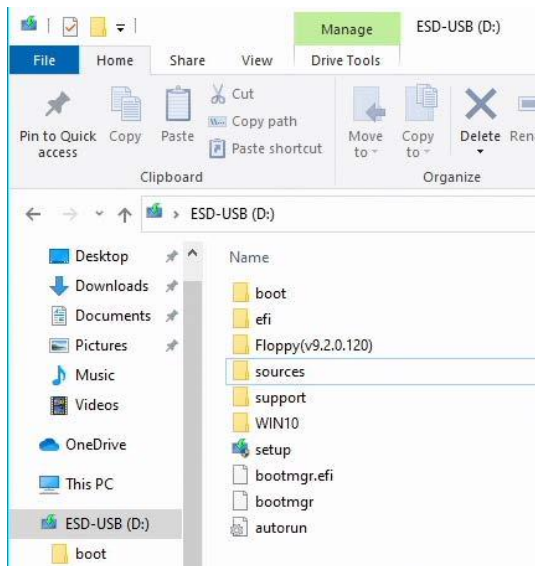 Manage ESD-USB (D:)
File Home Share View Drive Tools
Pin to Quick access
Copy
Paste
Cut
Copy path
Paste shortcut
Move to
Copy to
Delete
Ren
Clipboard
Organize
ESD-USB (D:)
Desktop
Downloads
Documents
Pictures
Music
Videos
OneDrive
This PC
ESD-USB (D:)
boot
Name
boot
efi
Floppy(v9.2.0.120)
sources
support
WIN10
setup
bootmgr.efi
bootmgr
autorun